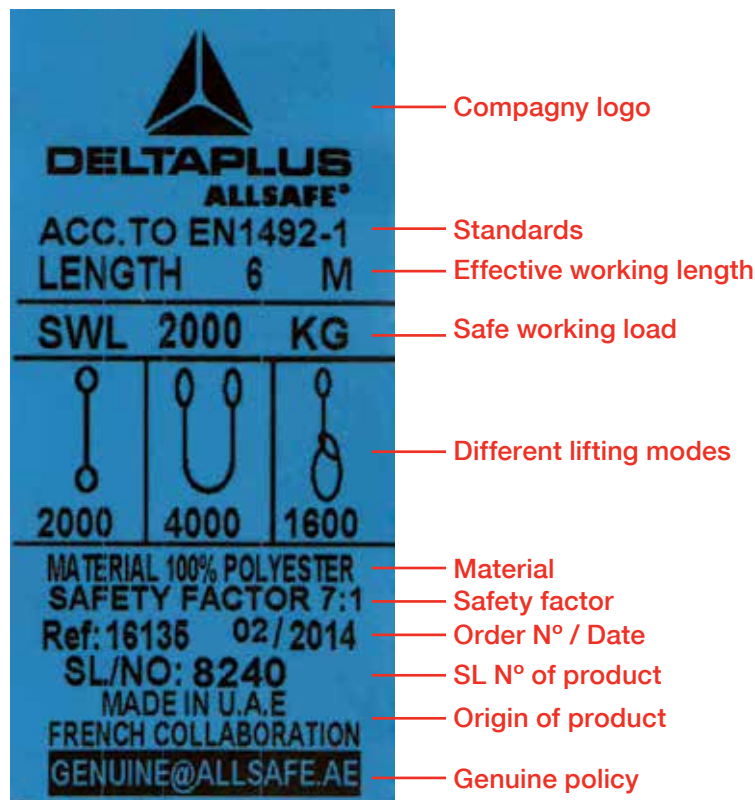 DELTAPLUS
ALLSAFE®
Compagny logo
ACC.TO EN1492-1
Standards
LENGTH 6 M
Effective working length
SWL 2000 KG
Safe working load
Different lifting modes
2000 4000 1600
MATERIAL 100% POLYESTER
Material
SAFETY FACTOR 7:1
Safety factor
Ref:16135 02/2014
Order Nº / Date
SL/NO: 8240
SL Nº of product
MADE IN U.A.E
FRENCH COLLABORATION
Origin of product
GENUINE@ALLSAFE.AE
Genuine policy